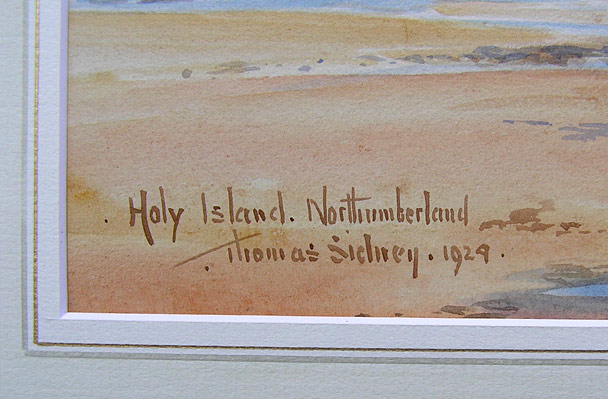 . Holy Island. Northumberland
. Thomas Sidney. 1929.